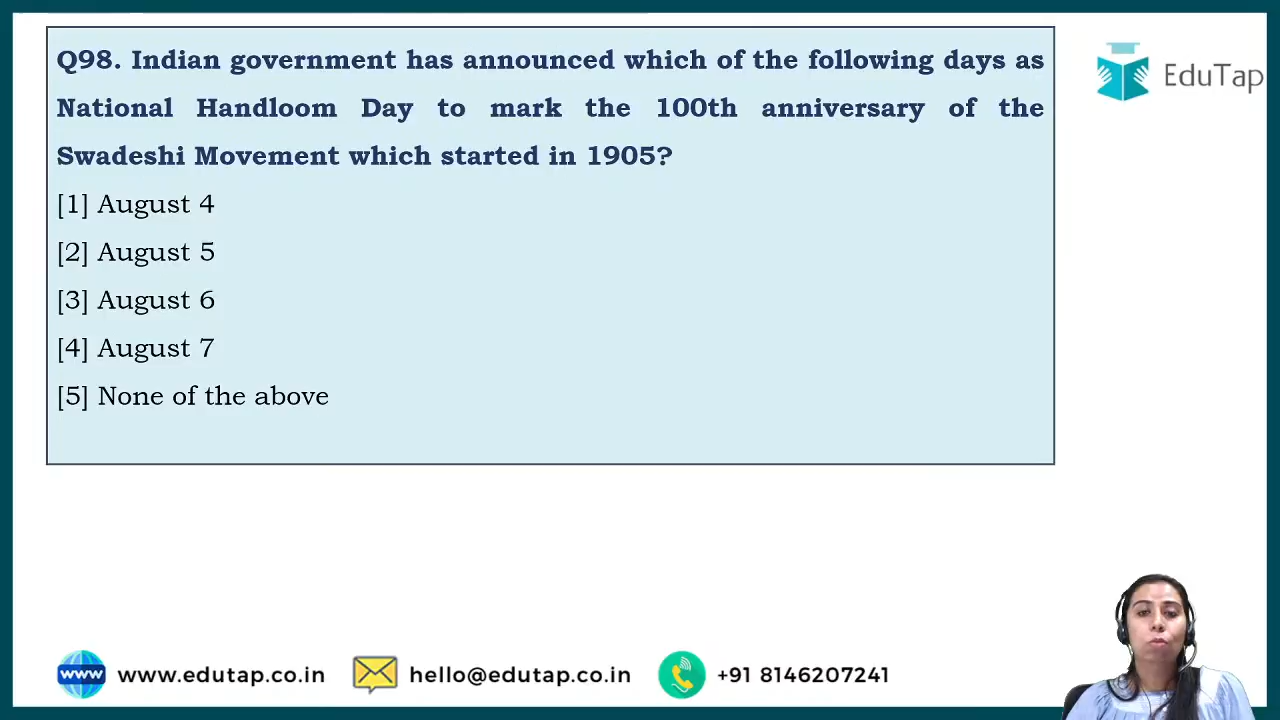 Q98. Indian government has announced which of the following days as
National Handloom Day to mark the 100th anniversary of the
Swadeshi Movement which started in 1905?
[1] August 4
[2] August 5
[3] August 6
[4] August 7
[5] None of the above
EduTap
www www.edutap.co.in hello@edutap.co.in +91 8146207241